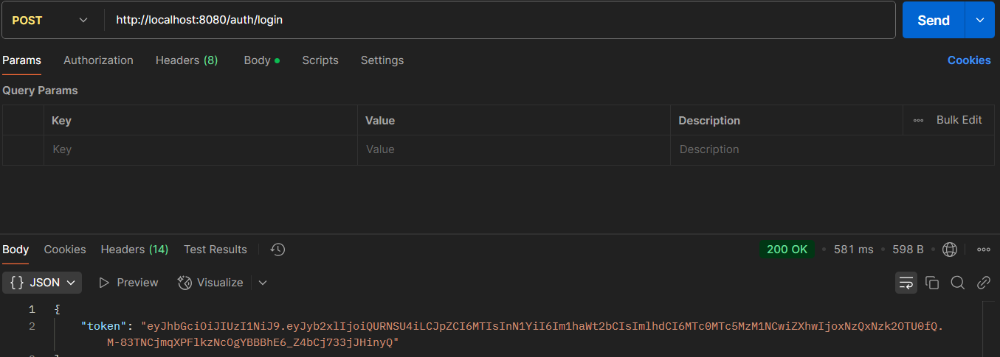 POST http://localhost:8080/auth/login Send
Params Authorization Headers (8) Body Scripts Settings Cookies
Query Params
Key Value Description Bulk Edit
Key Value Description
Body Cookies Headers (14) Test Results 200 OK 581 ms 598 B
{} JSON Preview Visualize
1 {
2 "token": "eyJhbGciOiJIUzI1NiJ9.eyJyb2xlIjoiQURNSU4iLCJpZCI6MTIsInN1YiI6Im1haWt2bCIsImlhdCI6MTc0MTc5MzM1NCwiZXhwIjoxNzQxNzk2OTU0fQ.
M-83TNCjmqXPFlkzNcOgYBBBhE6_Z4bCj733jJHinyQ"